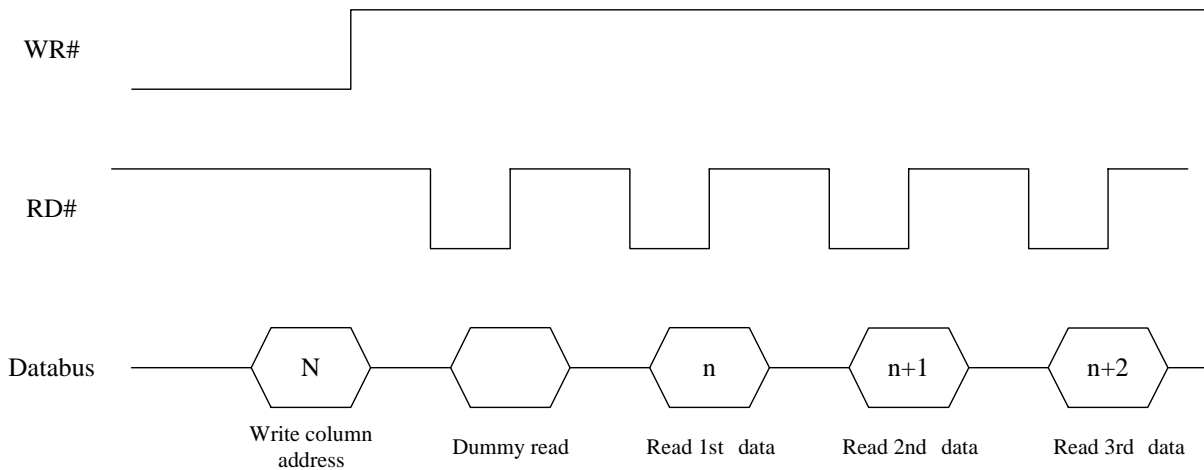 WR#
RD#
Databus
N
n
n+1
n+2
Write column
address
Dummy read
Read 1st data
Read 2nd data
Read 3rd data